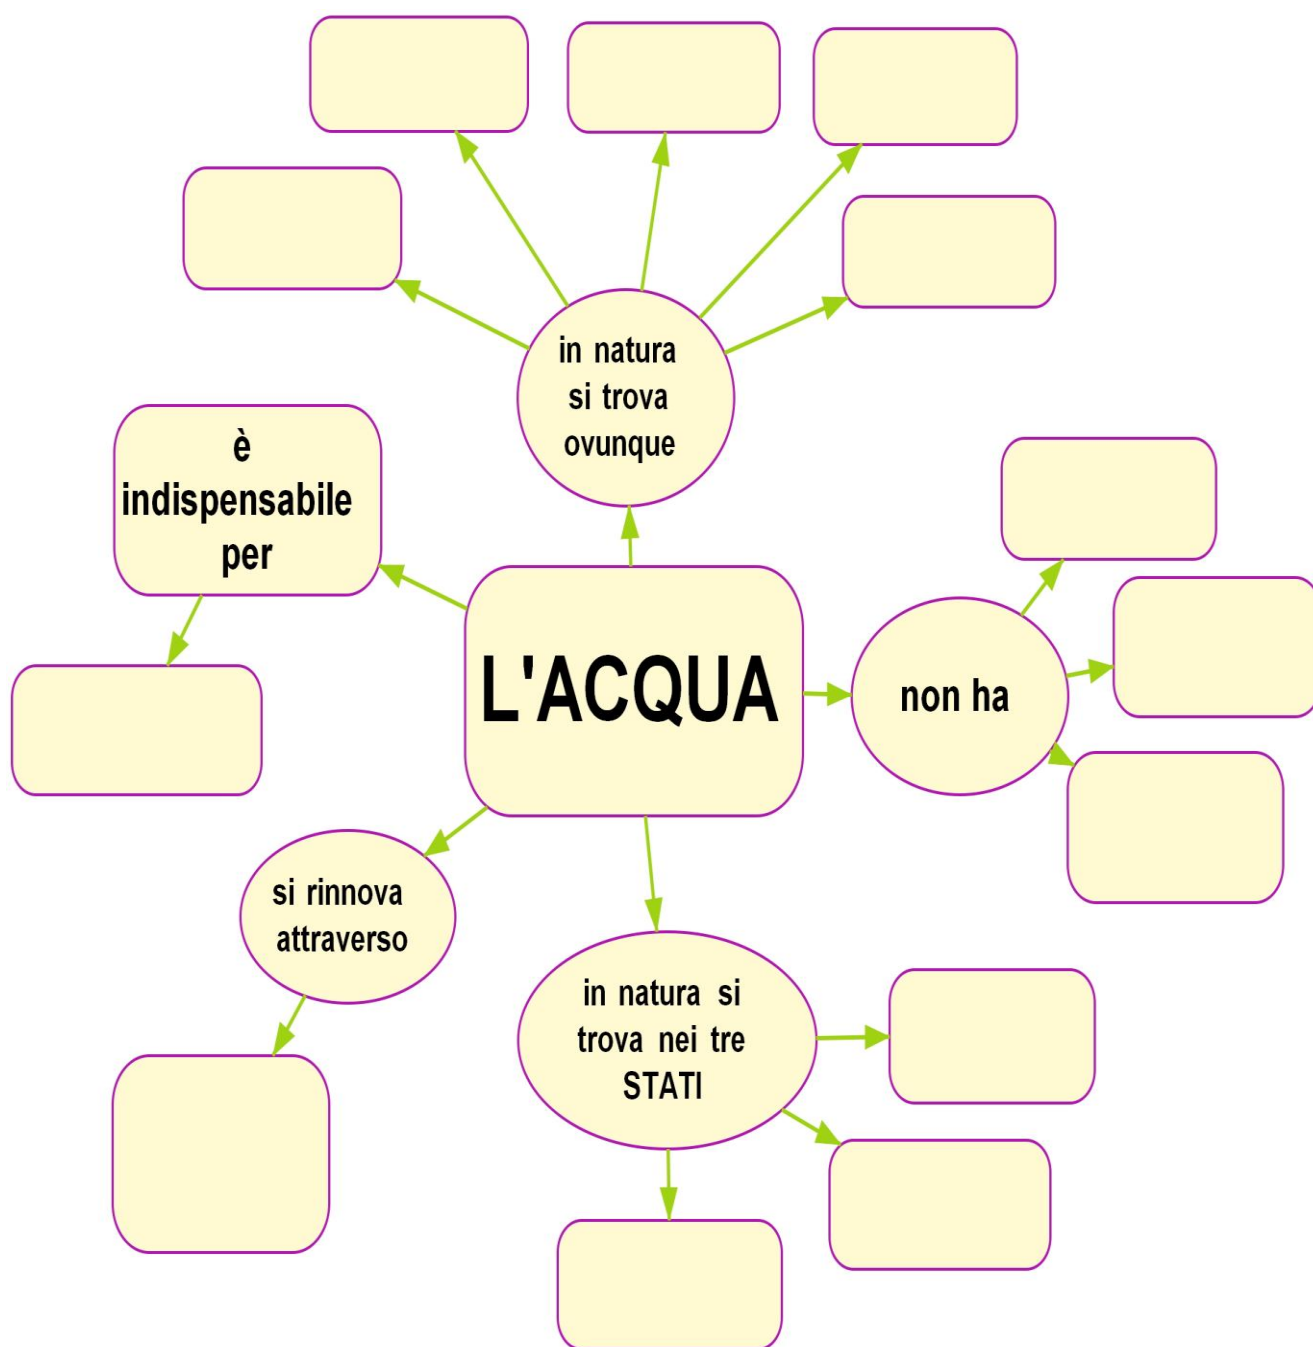 in natura
si trova
ovunque
è
indispensabile
per
L'ACQUA
non ha
si rinnova
attraverso
in natura si
trova nei tre
STATI